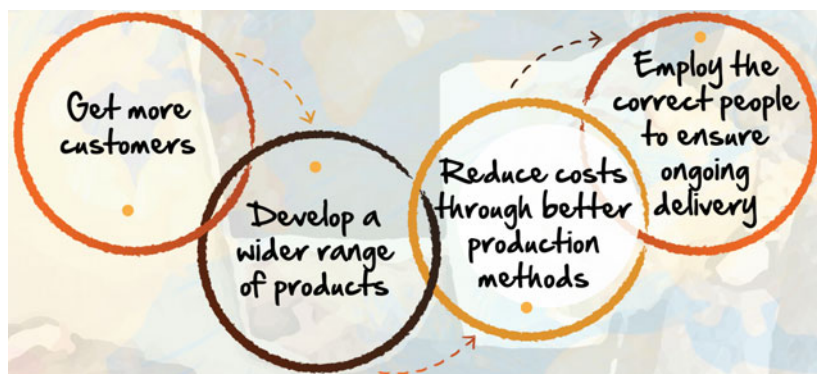 Get more
customers
Develop a
wider range
of products
Reduce costs
through better
production
methods
Employ the
correct people
to ensure
ongoing
delivery